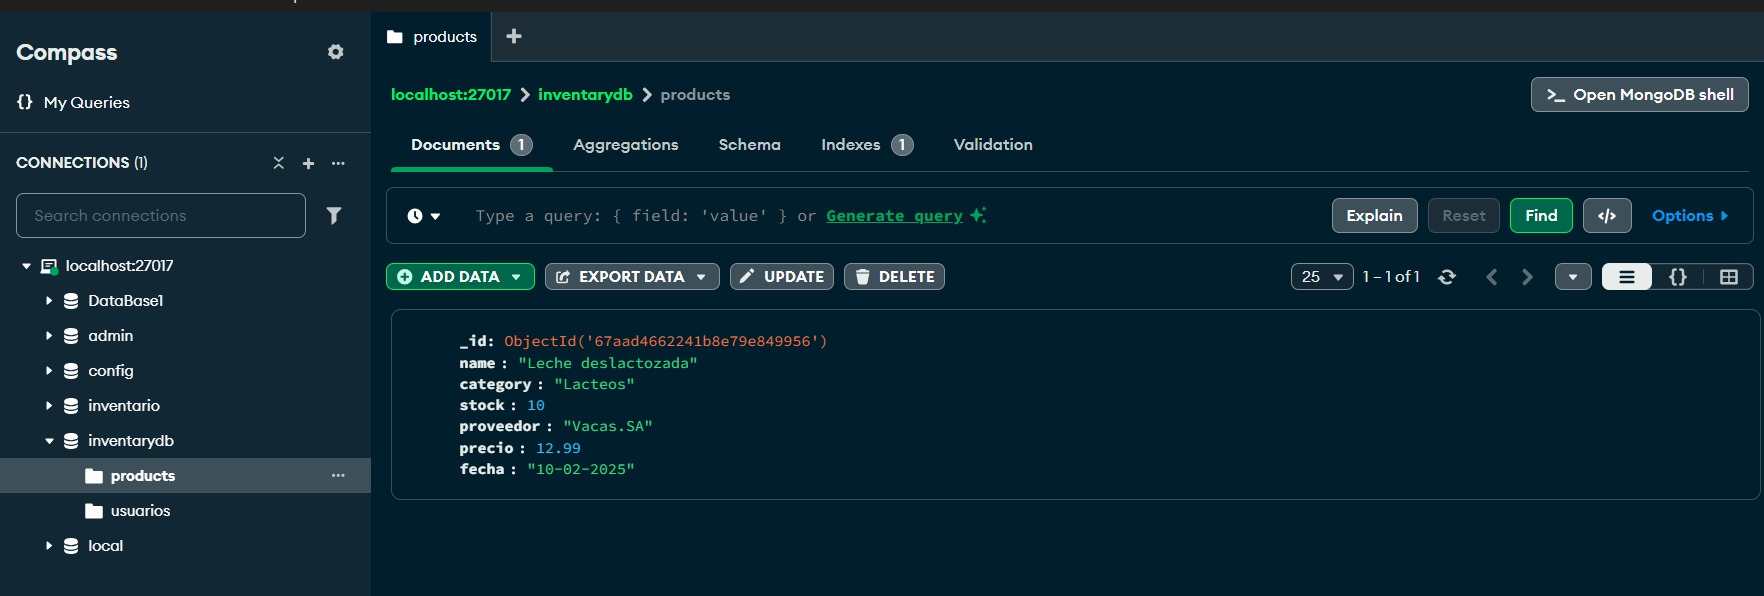 Compass
{} My Queries
CONNECTIONS (1)
Search connections
localhost:27017
DataBase1
admin
config
inventario
inventarydb
products
usuarios
local
products
localhost:27017 > inventarydb > products
>_ Open MongoDB shell
Documents 1 Aggregations Schema Indexes 1 Validation
Type a query: { field: 'value' } or Generate query
Explain Reset Find </> Options
ADD DATA EXPORT DATA UPDATE DELETE
25 1 – 1 of 1 {}
_id: ObjectId('67aad4662241b8e79e849956')
name : "Leche deslactozada"
category : "Lacteos"
stock : 10
proveedor : "Vacas.SA"
precio : 12.99
fecha : "10-02-2025"